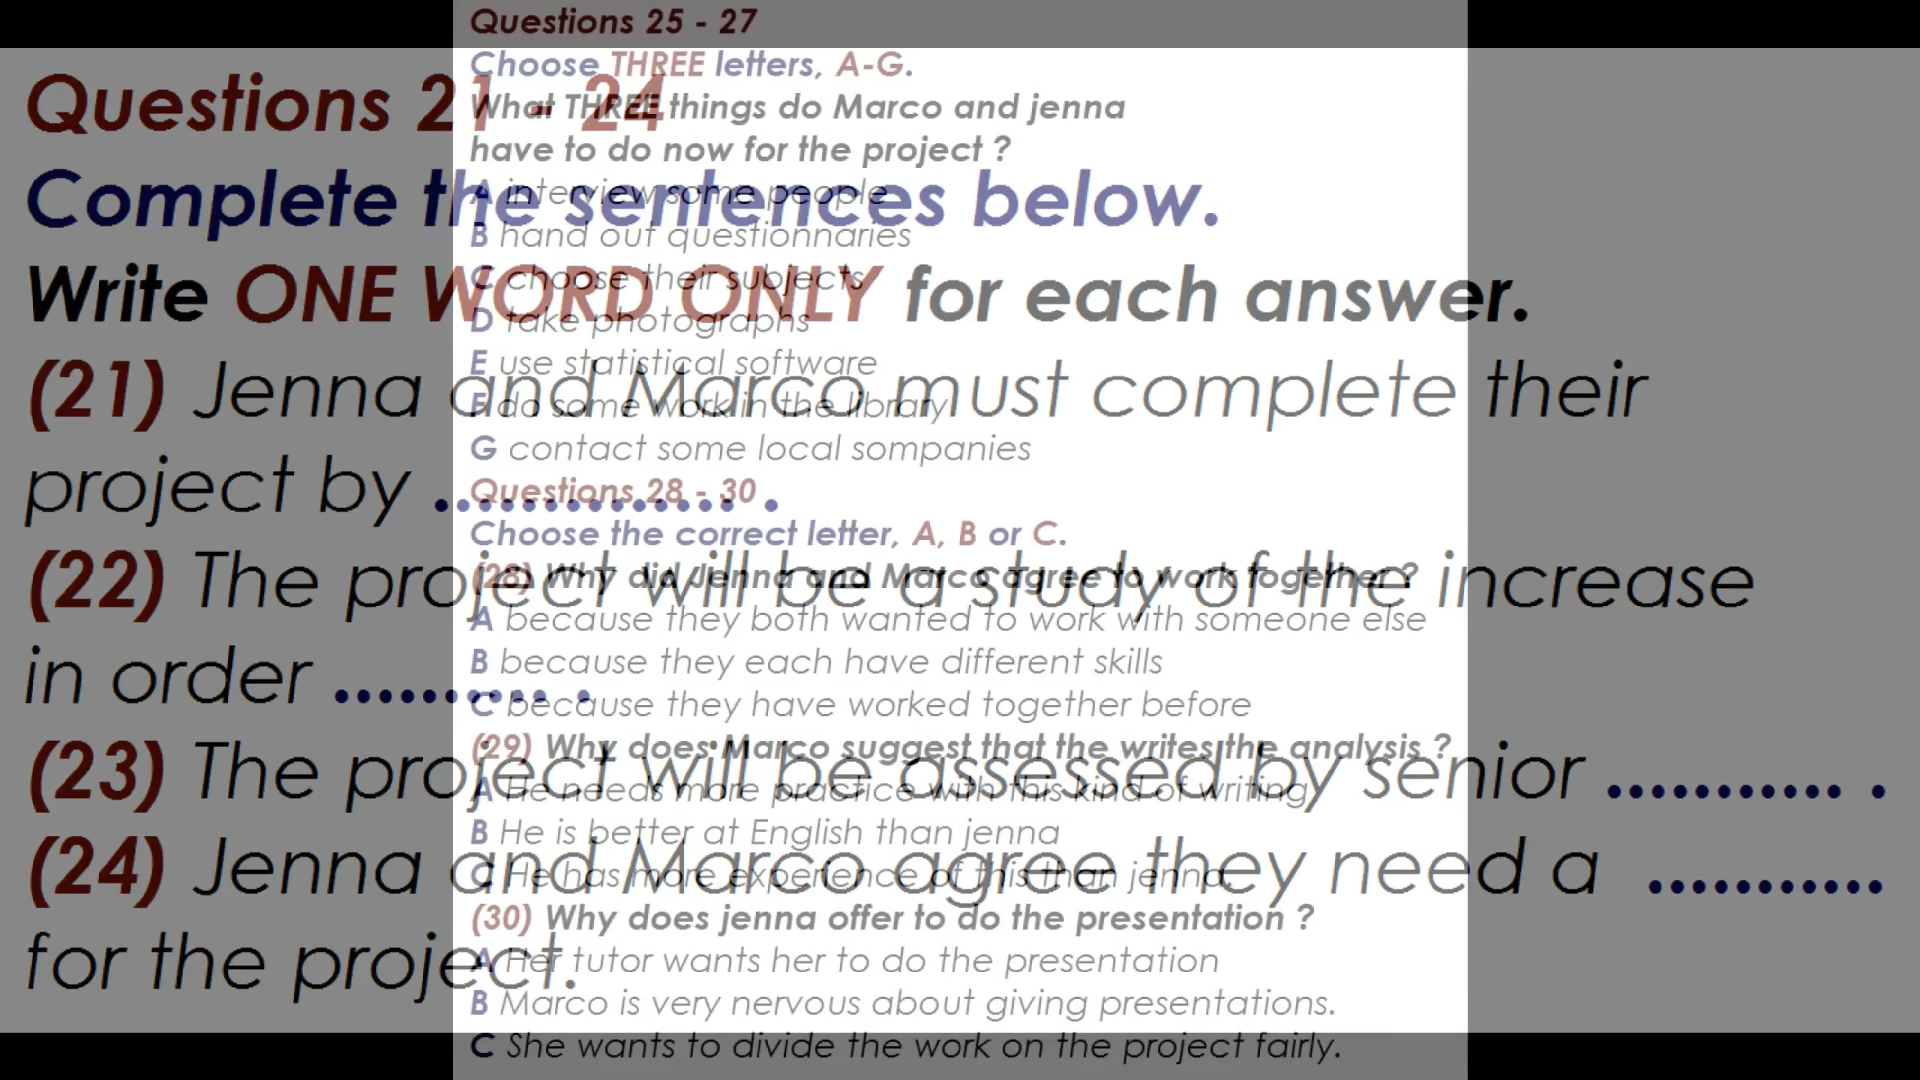 Questions 21 - 24
Complete the sentences below.
Write ONE WORD ONLY for each answer.
(21) Jenna and Marco must complete their
project by .............. .
(22) The project will be a study of the increase
in order .......... .
(23) The project will be assessed by senior ........... .
(24) Jenna and Marco agree they need a ...........
for the project.
Questions 25 - 27
Choose THREE letters, A-G.
What THREE things do Marco and jenna
have to do now for the project ?
A interview some people
B hand out questionnaries
C choose their subjects
D take photographs
E use statistical software
F do some work in the library
G contact some local sompanies
Questions 28 - 30
Choose the correct letter, A, B or C.
(28) Why did Jenna and Marco agree to work together ?
A because they both wanted to work with someone else
B because they each have different skills
C because they have worked together before
(29) Why does Marco suggest that the writes the analysis ?
A He needs more practice with this kind of writing
B He is better at English than jenna
C He has more experience of this than jenna.
(30) Why does jenna offer to do the presentation ?
A Her tutor wants her to do the presentation
B Marco is very nervous about giving presentations.
C She wants to divide the work on the project fairly.